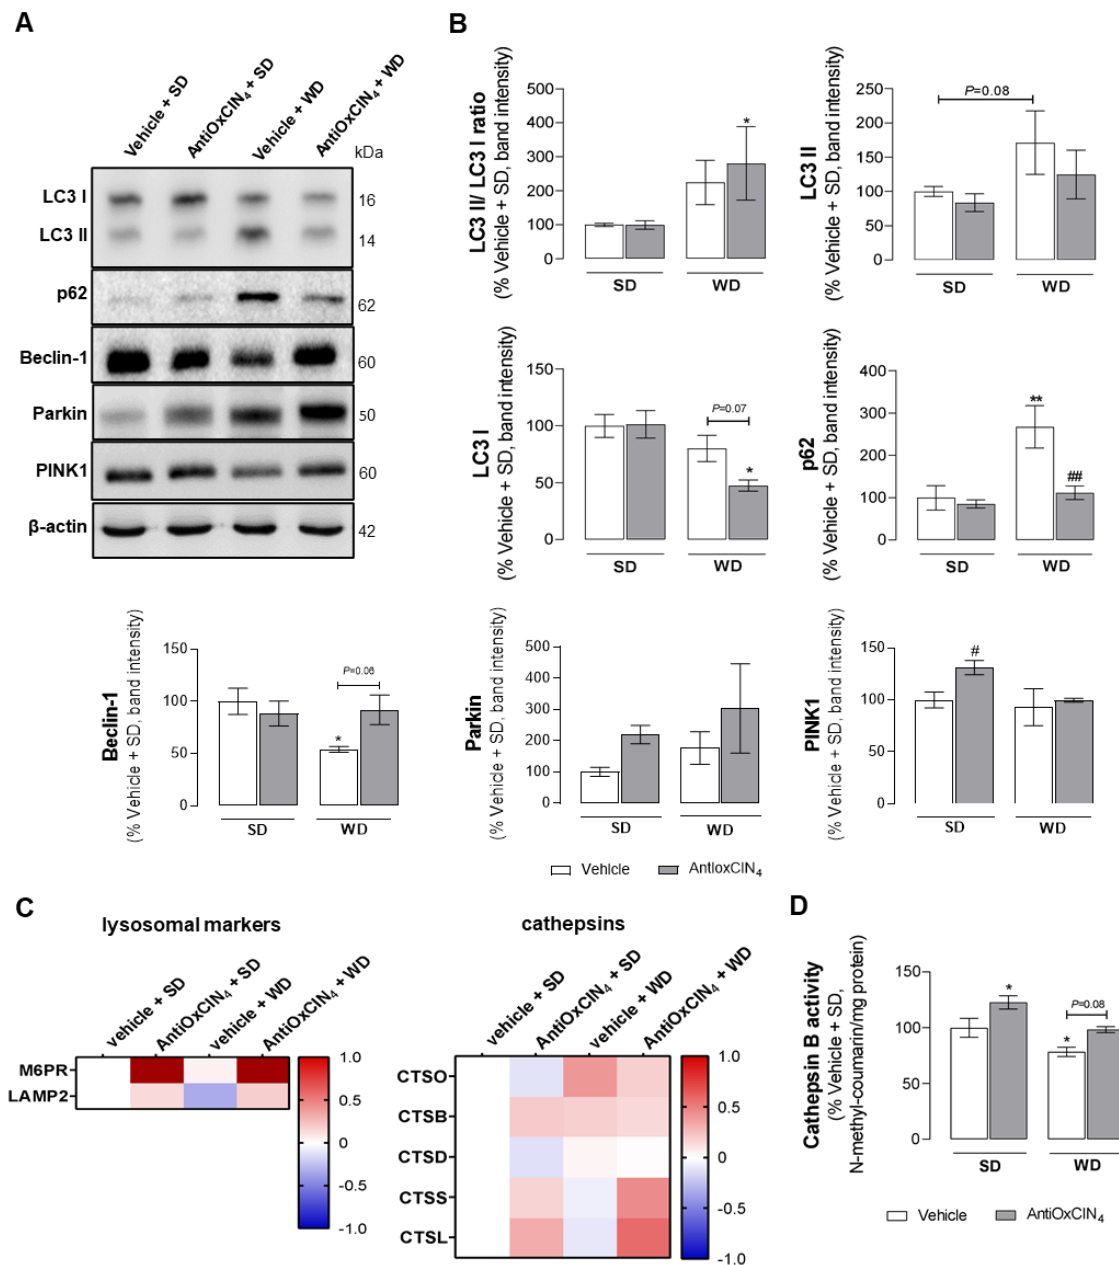 A
Vehicle + SD
AntiOxCIN4 + SD
Vehicle + WD
AntiOxCIN4 + WD
kDa
LC3 I
16
LC3 II
14
p62
62
Beclin-1
60
Parkin
50
PINK1
60
β-actin
42
B
LC3 II/ LC3 I ratio
(% Vehicle + SD, band intensity)
500
400
300
200
100
0
*
SD
WD
LC3 II
(% Vehicle + SD, band intensity)
250
200
150
100
50
0
P=0.08
SD
WD
LC3 I
(% Vehicle + SD, band intensity)
150
100
50
0
P=0.07
*
SD
WD
p62
(% Vehicle + SD, band intensity)
400
300
200
100
0
**
##
SD
WD
Beclin-1
(% Vehicle + SD, band intensity)
150
100
50
0
P=0.06
*
SD
WD
Parkin
(% Vehicle + SD, band intensity)
500
400
300
200
100
0
SD
WD
PINK1
(% Vehicle + SD, band intensity)
150
100
50
0
#
SD
WD
Vehicle
AntioxCIN4
C
lysosomal markers
vehicle + SD
AntiOxCIN4 + SD
vehicle + WD
AntiOxCIN4 + WD
M6PR
LAMP2
1.0
0.5
0
-0.5
-1.0
cathepsins
vehicle + SD
AntiOxCIN4 + SD
vehicle + WD
AntiOxCIN4 + WD
CTSO
CTSB
CTSD
CTSS
CTSL
1.0
0.5
0
-0.5
-1.0
D
Cathepsin B activity
(% Vehicle + SD,
N-methyl-coumarin/mg protein)
150
100
50
0
*
P=0.08
*
SD
WD
Vehicle
AntiOxCIN4